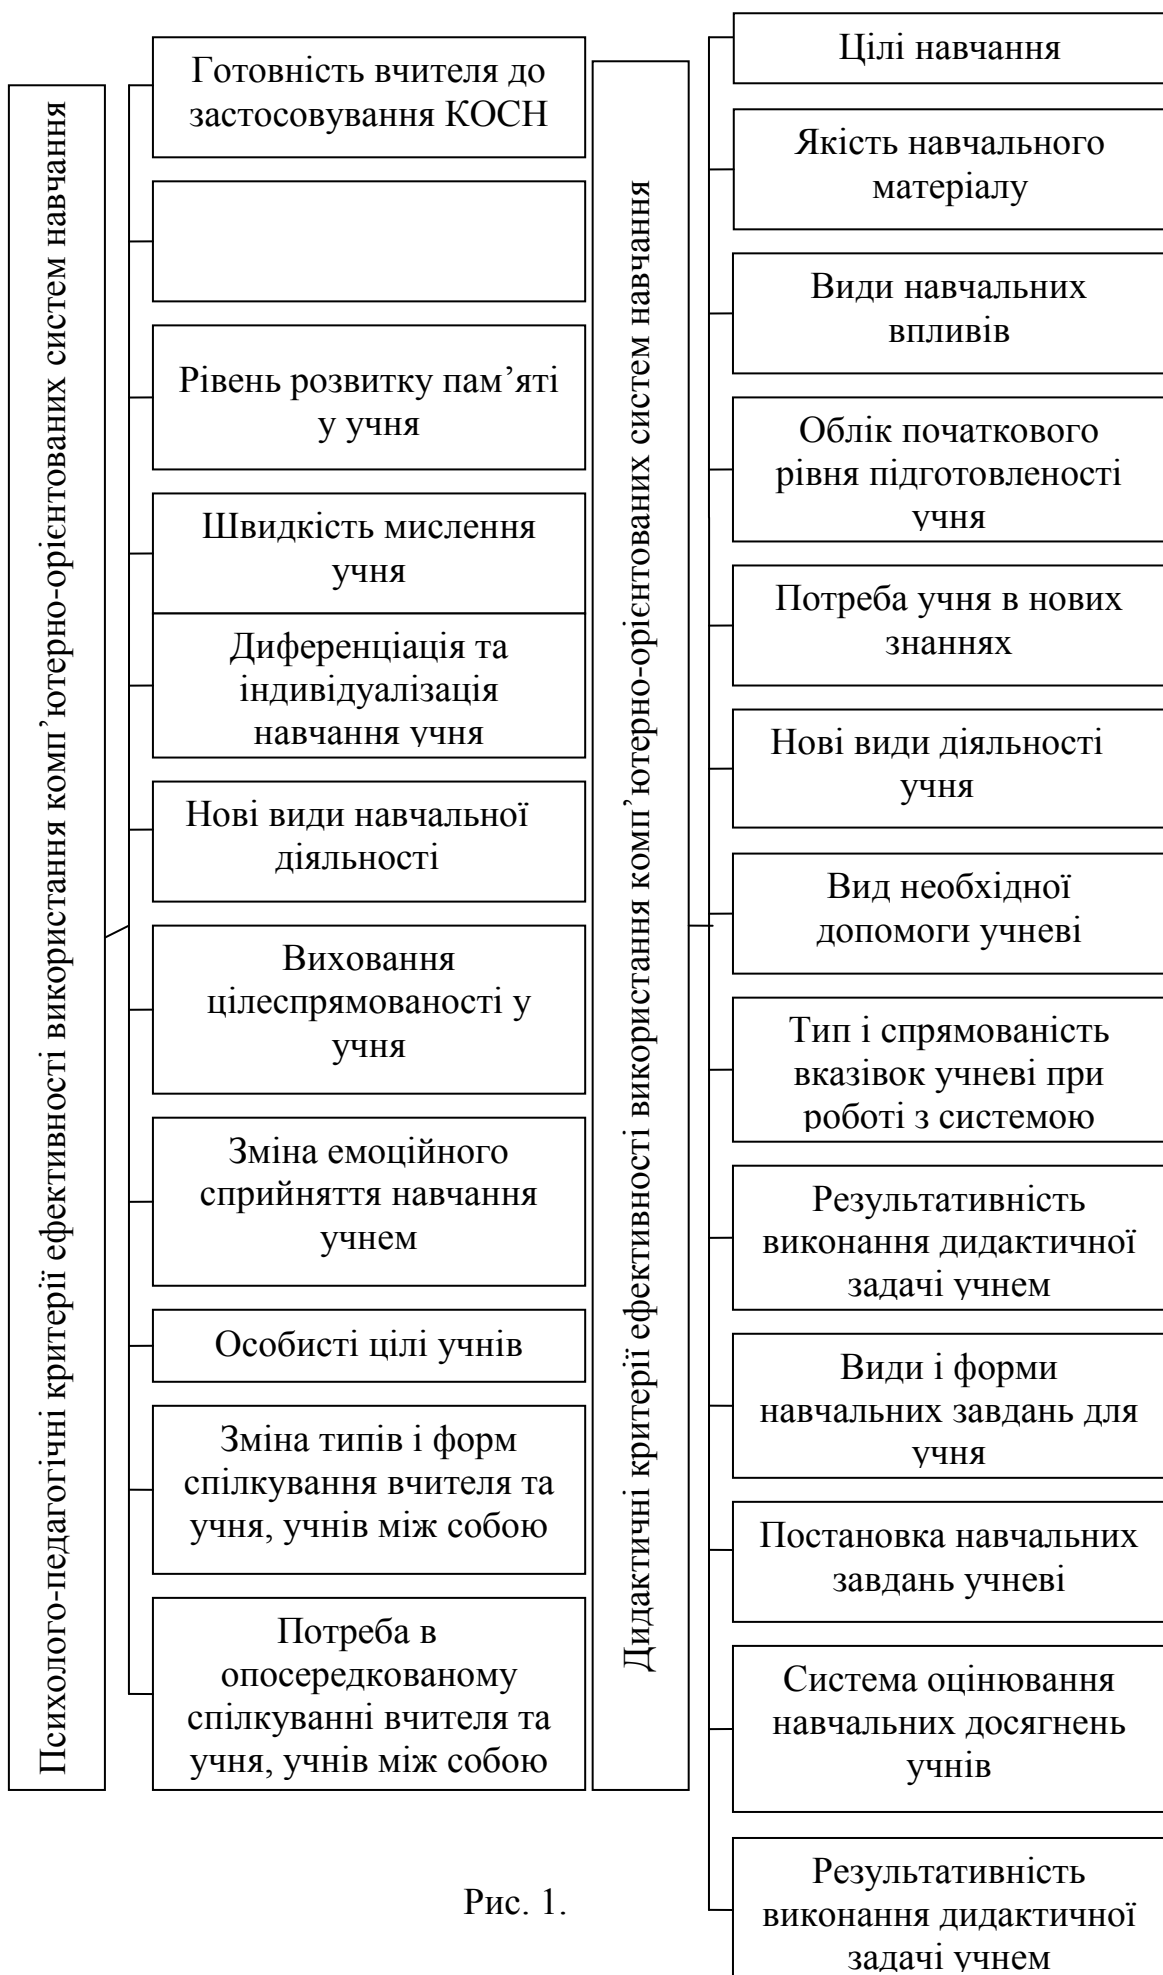 Психолого-педагогічні критерії ефективності використання комп’ютерно-орієнтованих систем навчання
Готовність вчителя до
застосовування КОСН
Рівень розвитку пам’яті
у учня
Швидкість мислення
учня
Диференціація та
індивідуалізація
навчання учня
Нові види навчальної
діяльності
Виховання
цілеспрямованості у
учня
Зміна емоційного
сприйняття навчання
учнем
Особисті цілі учнів
Зміна типів і форм
спілкування вчителя та
учня, учнів між собою
Потреба в
опосередкованому
спілкуванні вчителя та
учня, учнів між собою
Дидактичні критерії ефективності використання комп’ютерно-орієнтованих систем навчання
Цілі навчання
Якість навчального
матеріалу
Види навчальних
впливів
Облік початкового
рівня підготовленості
учня
Потреба учня в нових
знаннях
Нові види діяльності
учня
Вид необхідної
допомоги учневі
Тип і спрямованість
вказівок учневі при
роботі з системою
Результативність
виконання дидактичної
задачі учнем
Види і форми
навчальних завдань для
учня
Постановка навчальних
завдань учневі
Система оцінювання
навчальних досягнень
учнів
Результативність
виконання дидактичної
задачі учнем
Рис. 1.